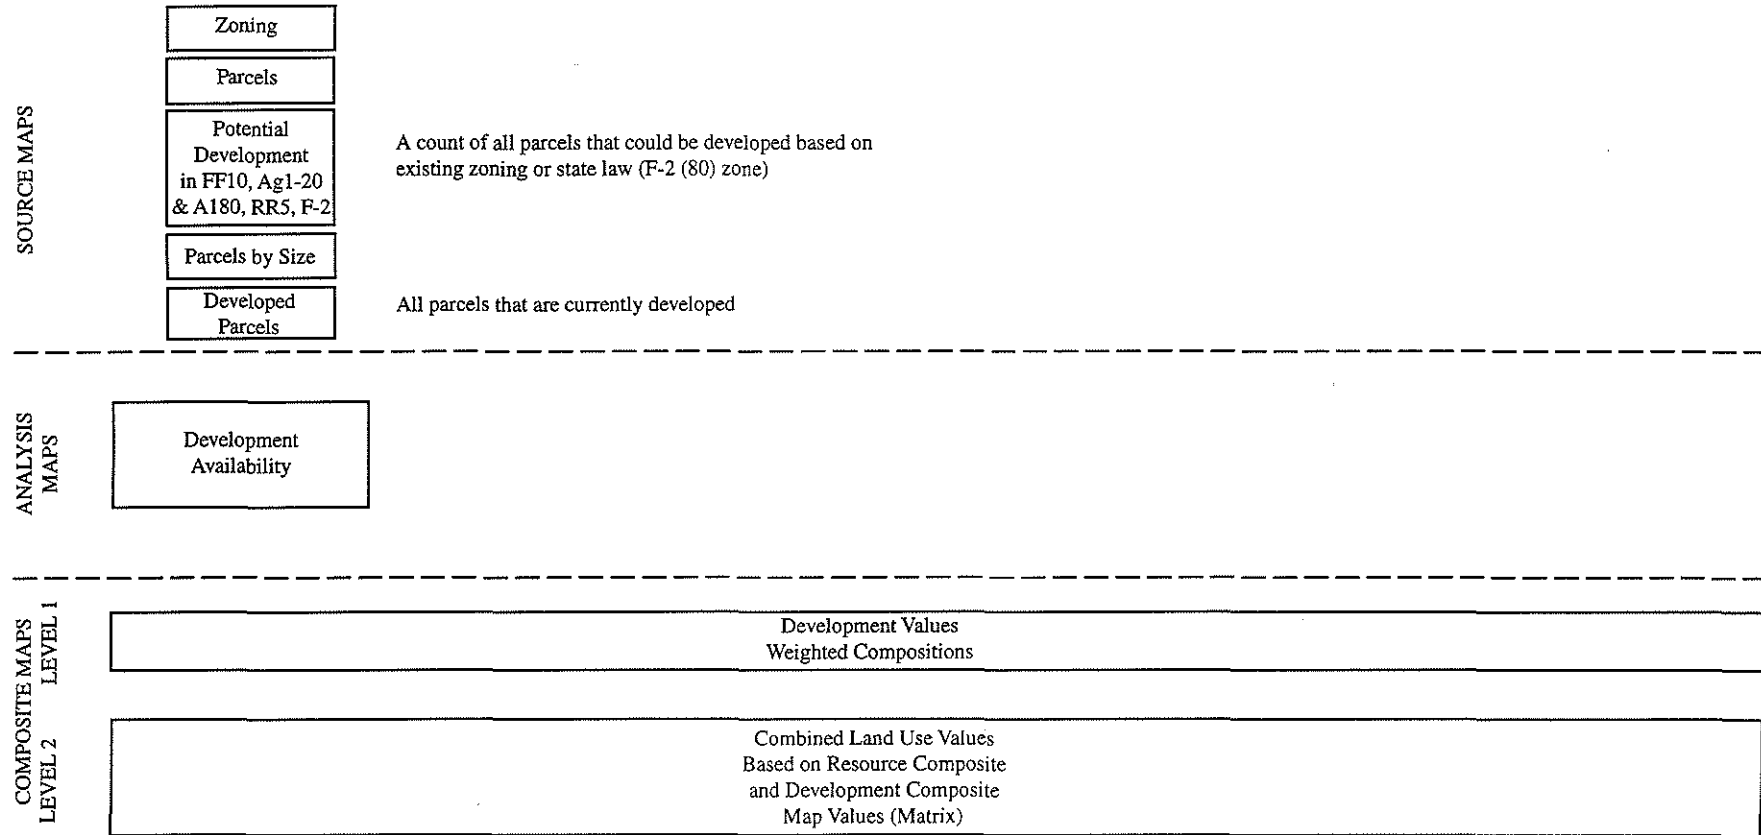 SOURCE MAPS
Zoning
Parcels
Potential
Development
in FF10, Ag1-20
& A180, RR5, F-2
A count of all parcels that could be developed based on
existing zoning or state law (F-2 (80) zone)
Parcels by Size
Developed
Parcels
All parcels that are currently developed
ANALYSIS
MAPS
Development
Availability
COMPOSITE MAPS
LEVEL 1
Development Values
Weighted Compositions
LEVEL 2
Combined Land Use Values
Based on Resource Composite
and Development Composite
Map Values (Matrix)